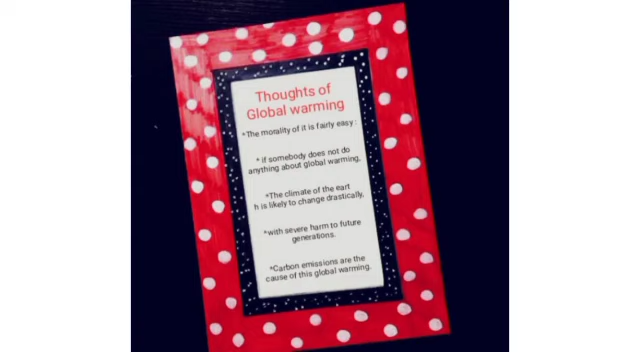 Thoughts of
Global warming
*The morality of it is fairly easy :
* if somebody does not do
anything about global warming,
*The climate of the eart
h is likely to change drastically,
*with severe harm to future
generations.
*Carbon emissions are the
cause of this global warming.